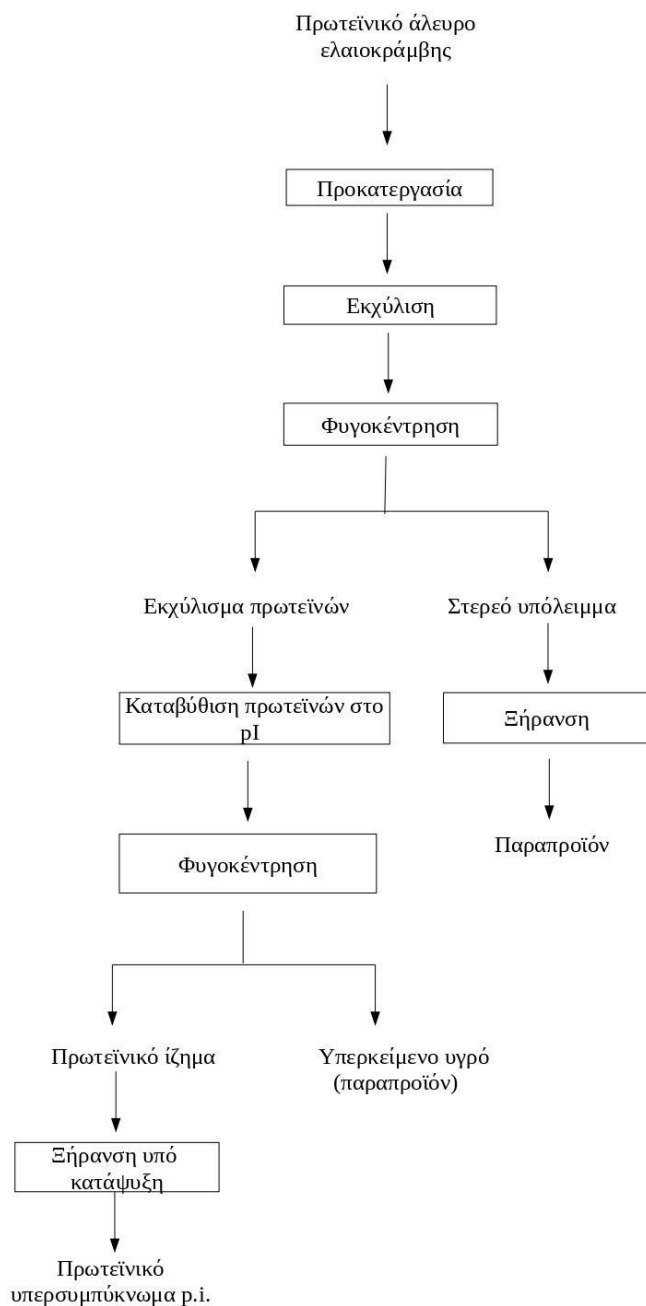 Πρωτεϊνικό άλευρο
ελαιοκράμβης
Προκατεργασία
Εκχύλιση
Φυγοκέντρηση
Εκχύλισμα πρωτεϊνών
Στερεό υπόλειμμα
Καταβύθιση πρωτεϊνών στο
pI
Ξήρανση
Παραπροϊόν
Φυγοκέντρηση
Πρωτεϊνικό ίζημα
Υπερκείμενο υγρό
(παραπροϊόν)
Ξήρανση υπό
κατάψυξη
Πρωτεϊνικό
υπερσυμπύκνωμα p.i.